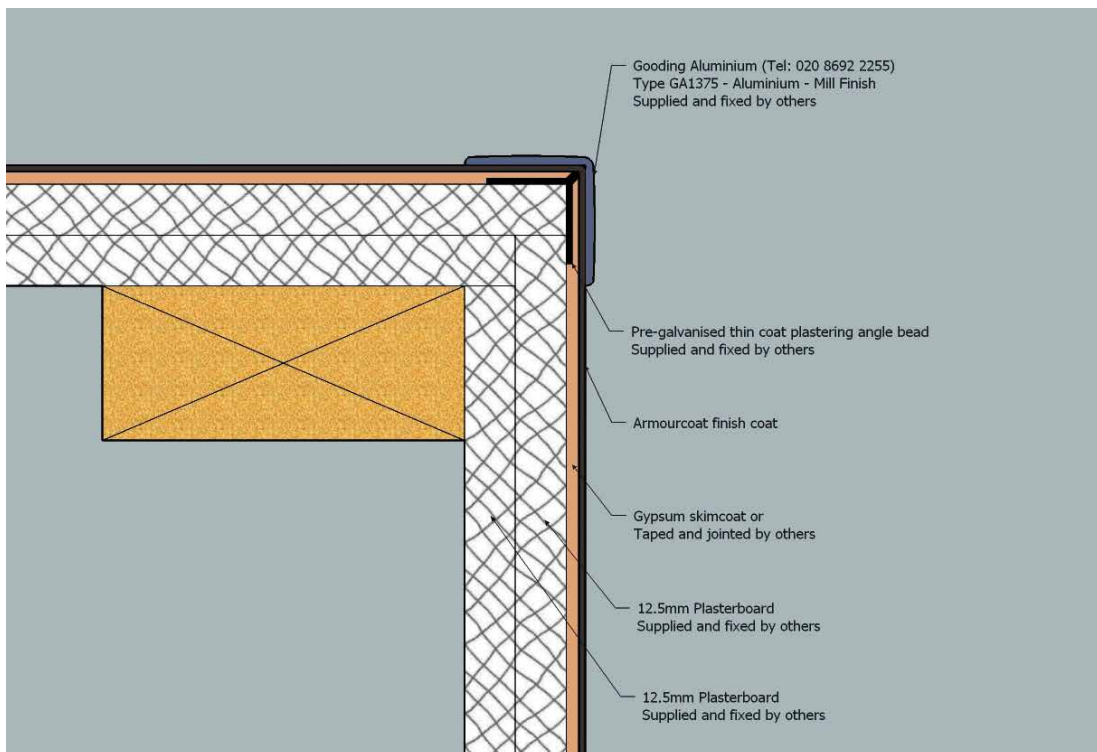 Gooding Aluminium (Tel: 020 8692 2255)
Type GA1375 - Aluminium - Mill Finish
Supplied and fixed by others
Pre-galvanised thin coat plastering angle bead
Supplied and fixed by others
Armourcoat finish coat
Gypsum skimcoat or
Taped and jointed by others
12.5mm Plasterboard
Supplied and fixed by others
12.5mm Plasterboard
Supplied and fixed by others